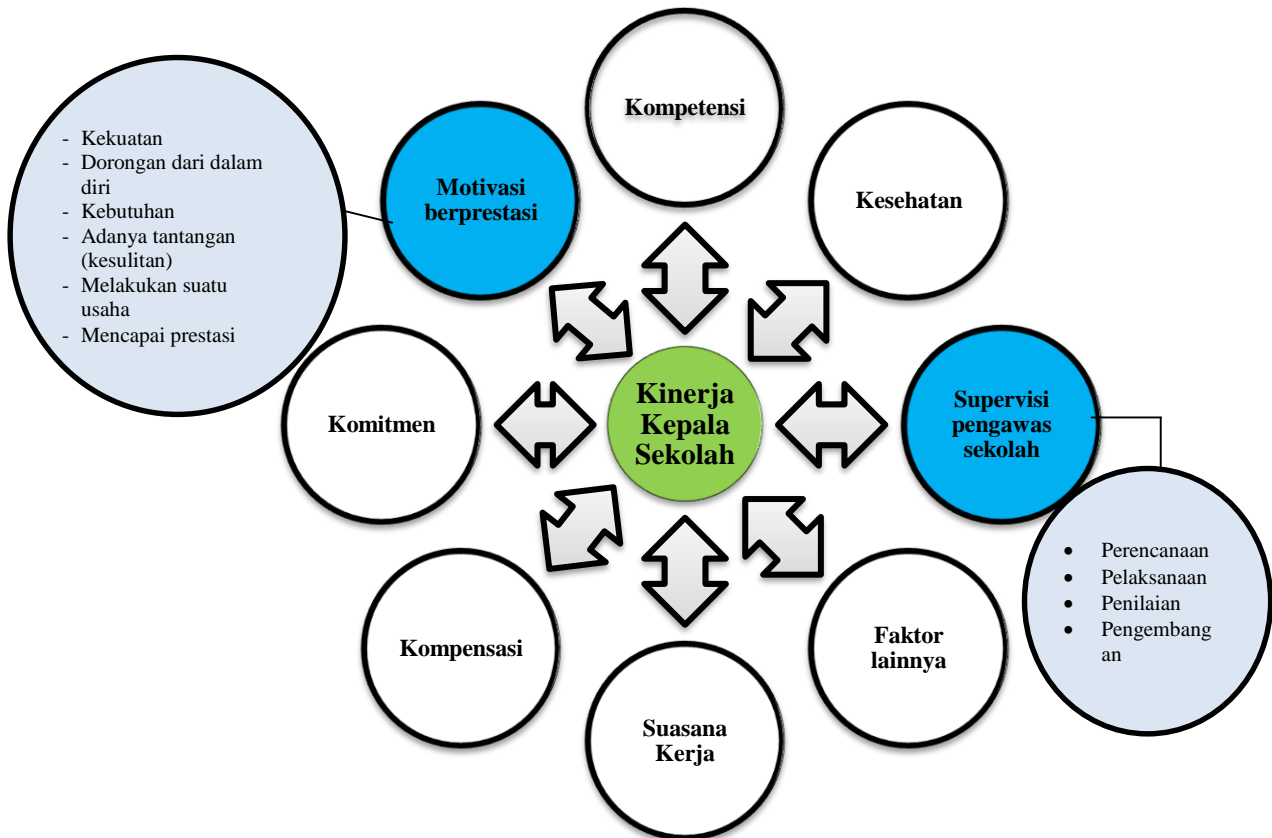 Kompetensi
- Kekuatan
- Dorongan dari dalam
diri
- Kebutuhan
- Adanya tantangan
(kesulitan)
- Melakukan suatu
usaha
- Mencapai prestasi
Motivasi
berprestasi
Kesehatan
Komitmen
Kinerja
Kepala
Sekolah
Supervisi
pengawas
sekolah
• Perencanaan
• Pelaksanaan
• Penilaian
• Pengembang
an
Kompensasi
Faktor
lainnya
Suasana
Kerja